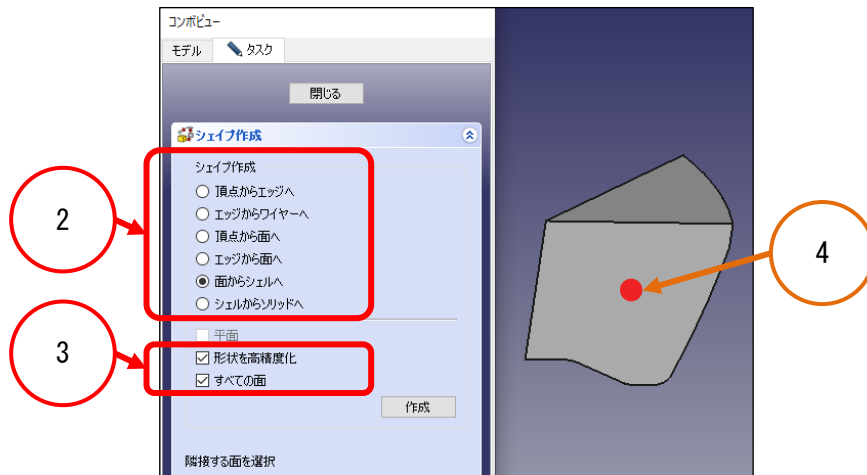 コンボビュー
モデル
タスク
閉じる
シェイプ作成
シェイプ作成
頂点からエッジへ
エッジからワイヤーへ
頂点から面へ
エッジから面へ
面からシェルへ
シェルからソリッドへ
平面
形状を高精度化
すべての面
作成
隣接する面を選択
2
3
4